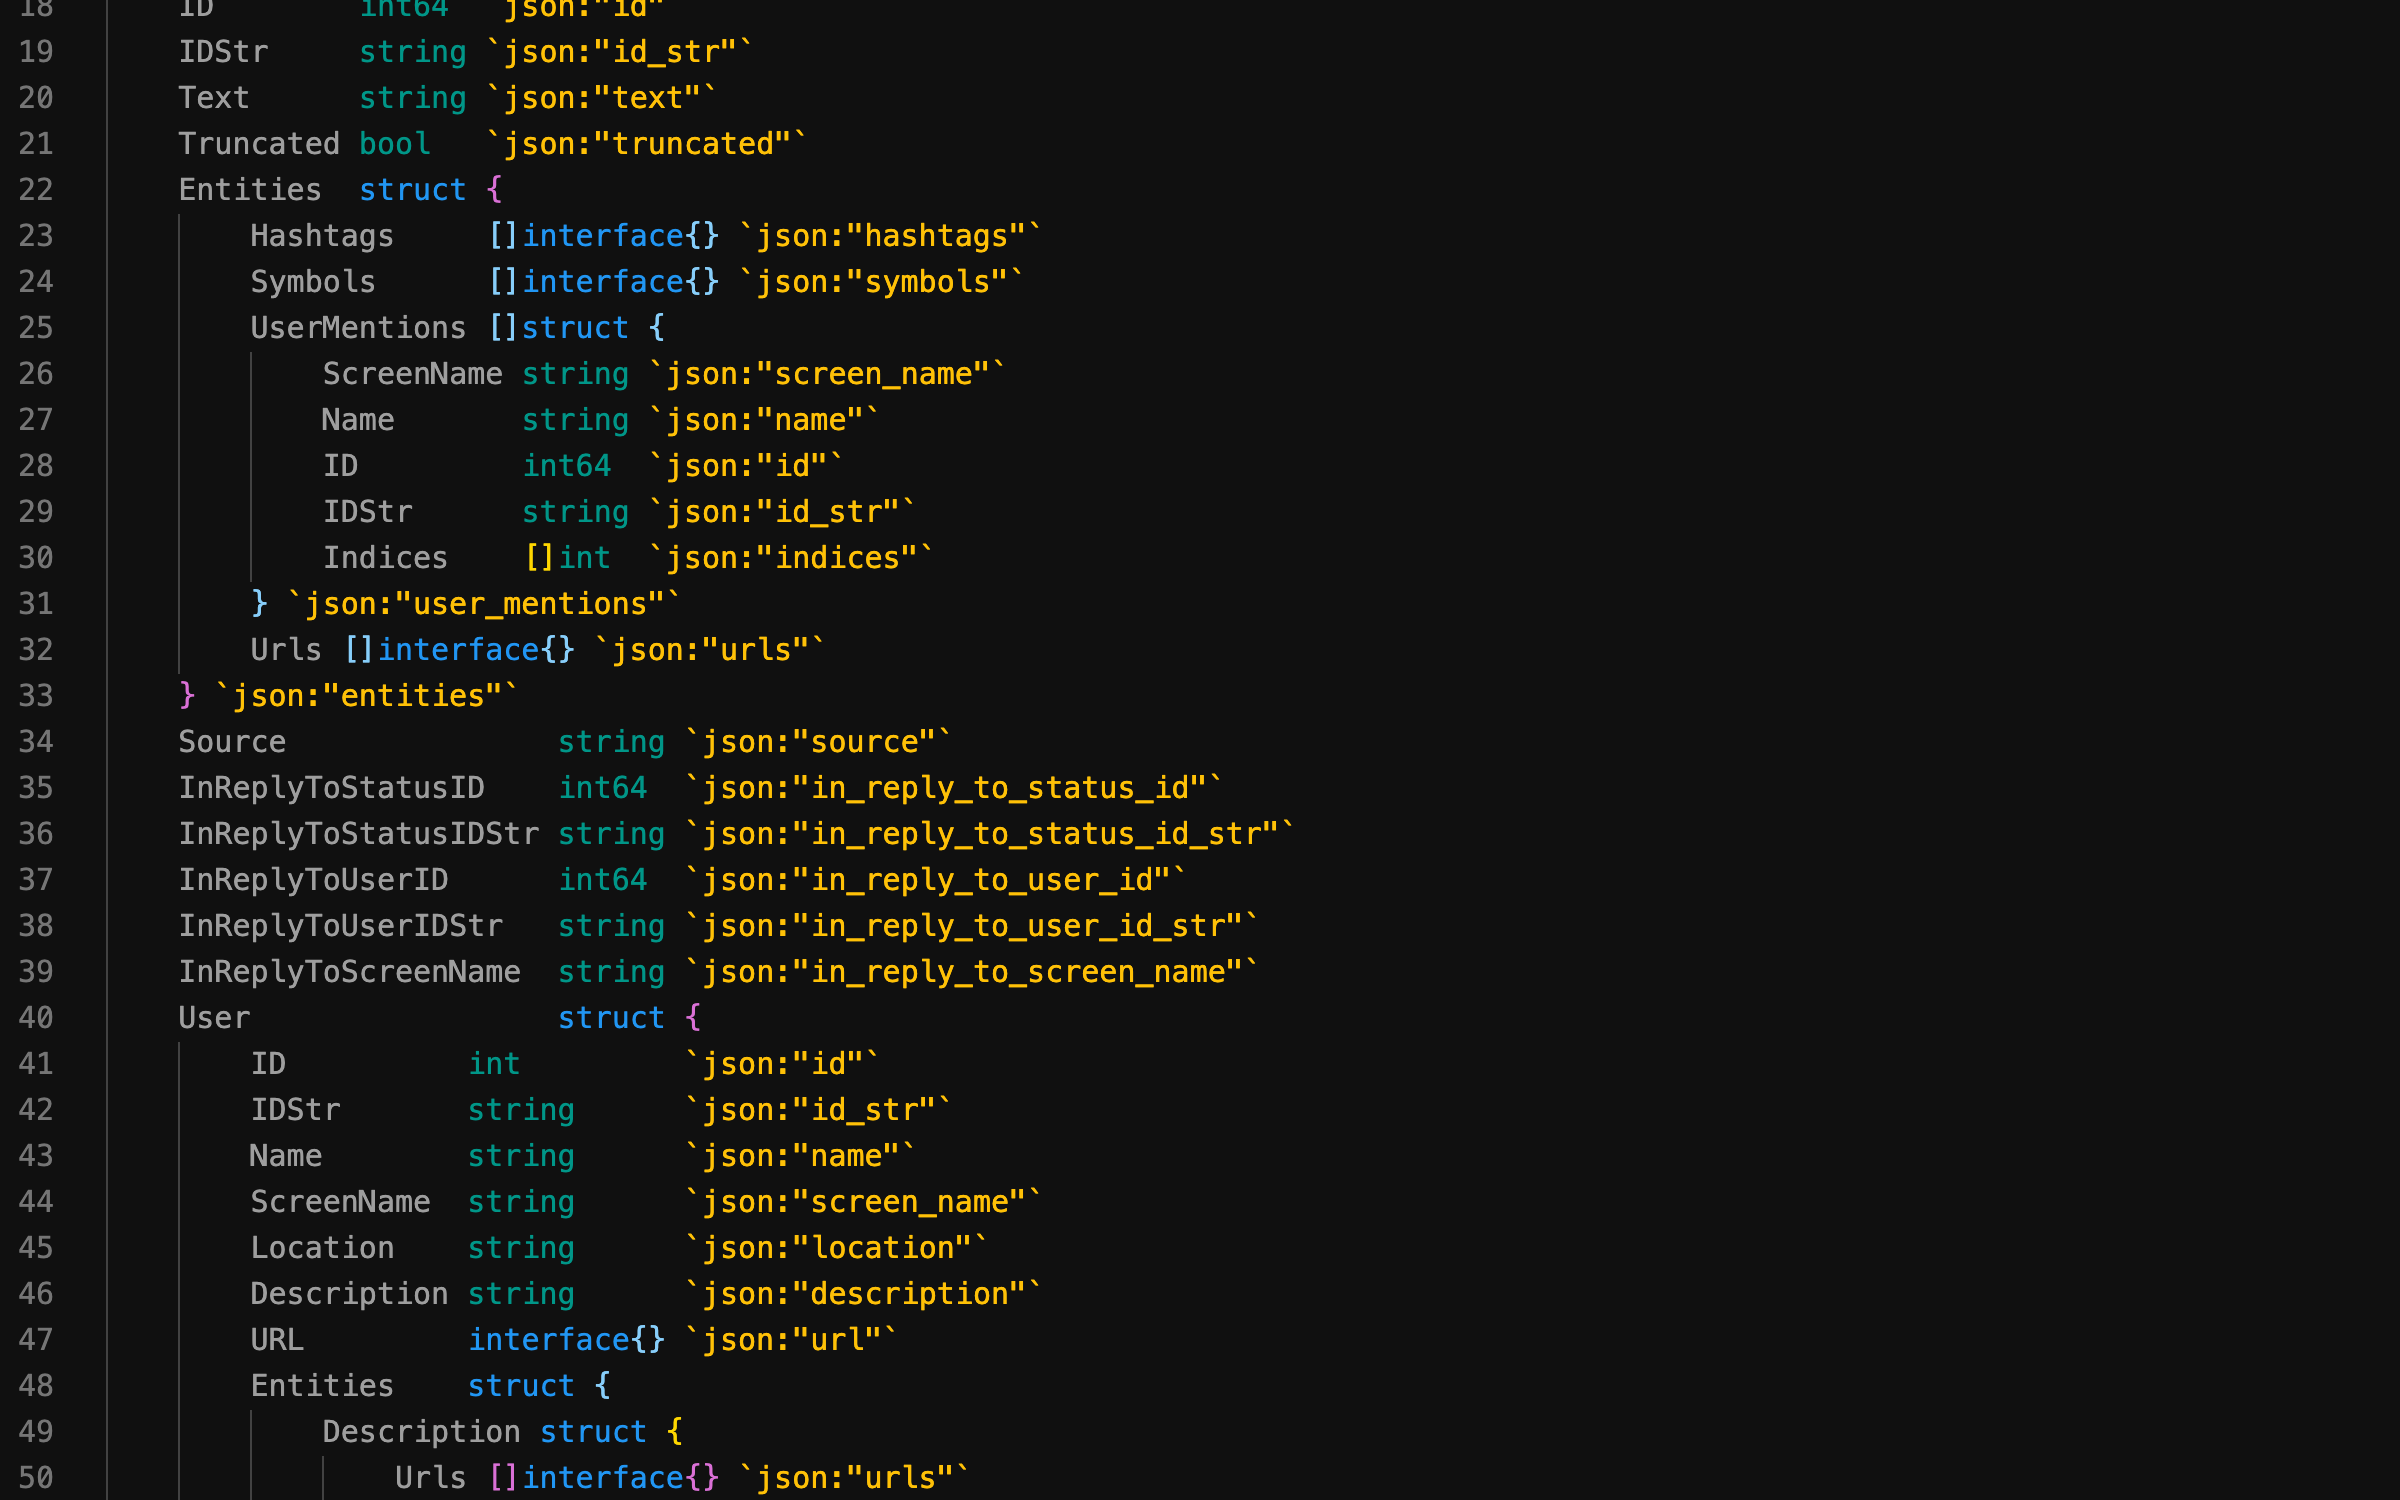 18 ID int64 `json:"id"
19 IDStr string `json:"id_str"`
20 Text string `json:"text"`
21 Truncated bool `json:"truncated"`
22 Entities struct {
23 Hashtags []interface{} `json:"hashtags"`
24 Symbols []interface{} `json:"symbols"`
25 UserMentions []struct {
26 ScreenName string `json:"screen_name"`
27 Name string `json:"name"`
28 ID int64 `json:"id"`
29 IDStr string `json:"id_str"`
30 Indices []int `json:"indices"`
31 } `json:"user_mentions"`
32 Urls []interface{} `json:"urls"`
33 } `json:"entities"`
34 Source string `json:"source"`
35 InReplyToStatusID int64 `json:"in_reply_to_status_id"`
36 InReplyToStatusIDStr string `json:"in_reply_to_status_id_str"`
37 InReplyToUserID int64 `json:"in_reply_to_user_id"`
38 InReplyToUserIDStr string `json:"in_reply_to_user_id_str"`
39 InReplyToScreenName string `json:"in_reply_to_screen_name"`
40 User struct {
41 ID int `json:"id"`
42 IDStr string `json:"id_str"`
43 Name string `json:"name"`
44 ScreenName string `json:"screen_name"`
45 Location string `json:"location"`
46 Description string `json:"description"`
47 URL interface{} `json:"url"`
48 Entities struct {
49 Description struct {
50 Urls []interface{} `json:"urls"`